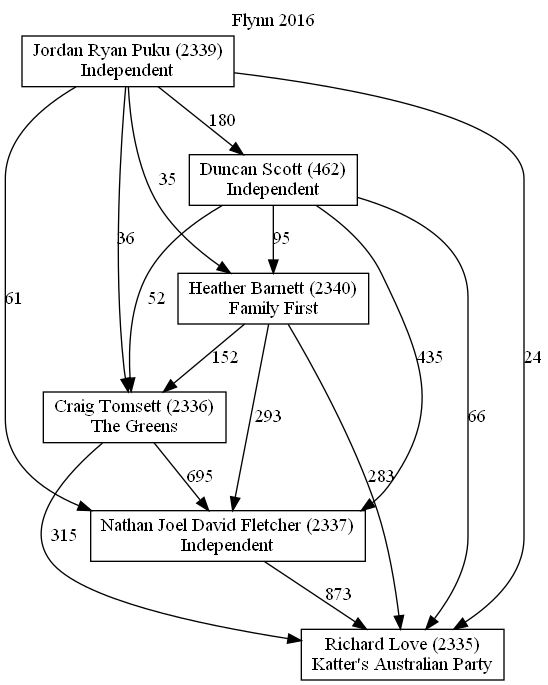 Flynn 2016
Jordan Ryan Puku (2339)
Independent
180
Duncan Scott (462)
Independent
35
36
52
95
61
435
24
Heather Barnett (2340)
Family First
152
66
293
Craig Tomsett (2336)
The Greens
695
283
315
Nathan Joel David Fletcher (2337)
Independent
873
Richard Love (2335)
Katter's Australian Party